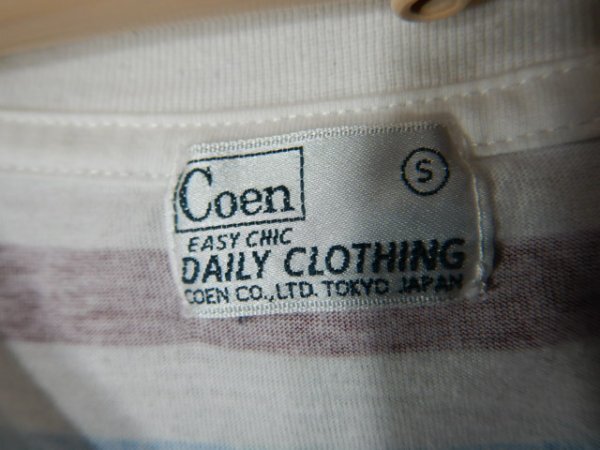 Coen
S
EASY CHIC
DAILY CLOTHING
COEN CO.,LTD. TOKYO JAPAN